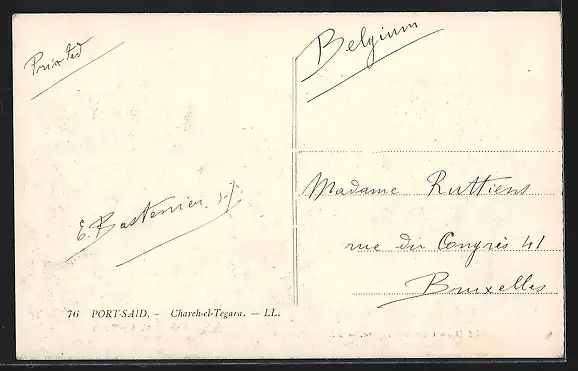 Printed
Belgium
Madame Ruttiens
rue du Congrès 41
Bruxelles
E. Bastenier
76 PORT-SAID. - Chareh-el-Tegara. - LL.